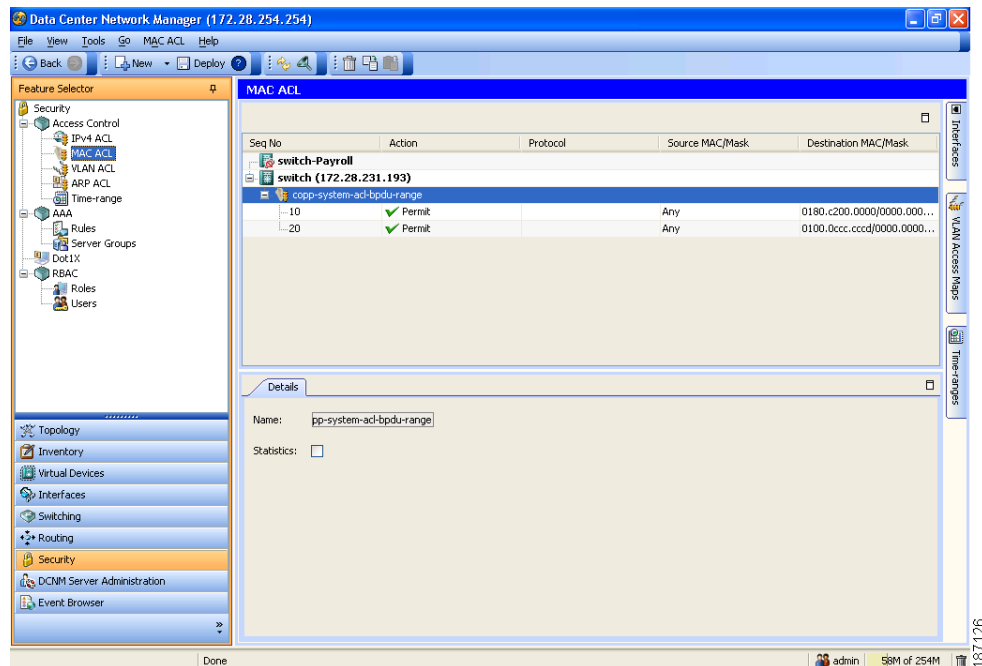 Data Center Network Manager (172.28.254.254)
File View Tools Go MAC ACL Help
Back New Deploy
Feature Selector
Security
Access Control
IPv4 ACL
MAC ACL
VLAN ACL
ARP ACL
Time-range
AAA
Rules
Server Groups
Dot1X
RBAC
Roles
Users
Topology
Inventory
Virtual Devices
Interfaces
Switching
Routing
Security
DCNM Server Administration
Event Browser
MAC ACL
Seq No Action Protocol Source MAC/Mask Destination MAC/Mask
switch-Payroll
switch (172.28.231.193)
copp-system-acl-bpdu-range
10 Permit Any 0180.c200.0000/0000.000...
20 Permit Any 0100.0ccc.cccd/0000.0000...
Details
Name: pp-system-acl-bpdu-range
Statistics:
Interfaces
VLAN Access Maps
Time-ranges
Done admin 58M of 254M
187126